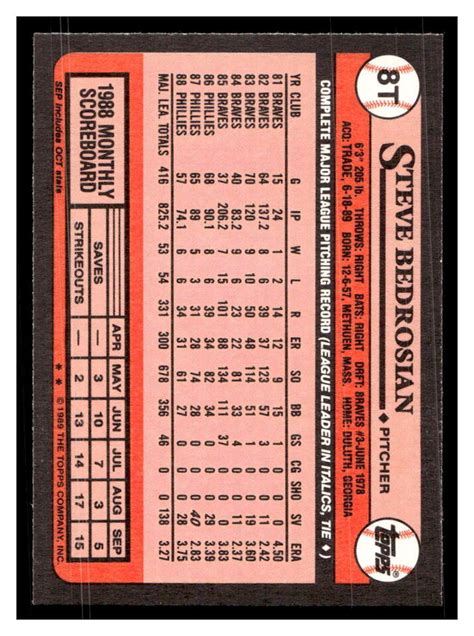 8T STEVE BEDROSIAN ♦ PITCHER Topps®
6'3" 205 lb. THROWS: RIGHT BATS: RIGHT DRFT: BRAVES #3-JUNE 1978
ACQ: TRADE, 6-18-89 BORN: 12-6-57, METHUEN, MASS. HOME: DULUTH, GEORGIA
COMPLETE MAJOR LEAGUE PITCHING RECORD (LEAGUE LEADER IN ITALICS, TIE ♦)
YR CLUB G IP W L R ER SO BB GS CG SHO SV ERA
81 BRAVES 15 24 1 2 14 12 9 15 1 0 0 0 4.50
82 BRAVES 64 137.2 8 6 39 37 123 57 3 0 0 11 2.42
83 BRAVES 70 120 9 10 50 48 114 51 1 0 0 19 3.60
84 BRAVES 40 83.2 9 6 23 22 81 33 4 0 0 11 2.37
85 BRAVES 37 206.2 7 15 101 88 134 111 37 0 0 0 3.83
86 PHILLIES 68 90.1 8 6 39 34 82 34 0 0 0 29 3.39
87 PHILLIES 65 89 5 3 31 28 74 28 0 0 0 40 2.83
88 PHILLIES 57 74.1 6 6 34 31 61 27 0 0 0 28 3.75
MAJ. LEA. TOTALS 416 825.2 53 54 331 300 678 356 46 0 0 138 3.27
1988 MONTHLY
SCOREBOARD
SEP includes OCT stats
APR MAY JUN JUL AUG SEP
SAVES - 3 10 7 3 5
STRIKEOUTS - 2 13 14 17 15
* * © 1989 THE TOPPS COMPANY, INC.